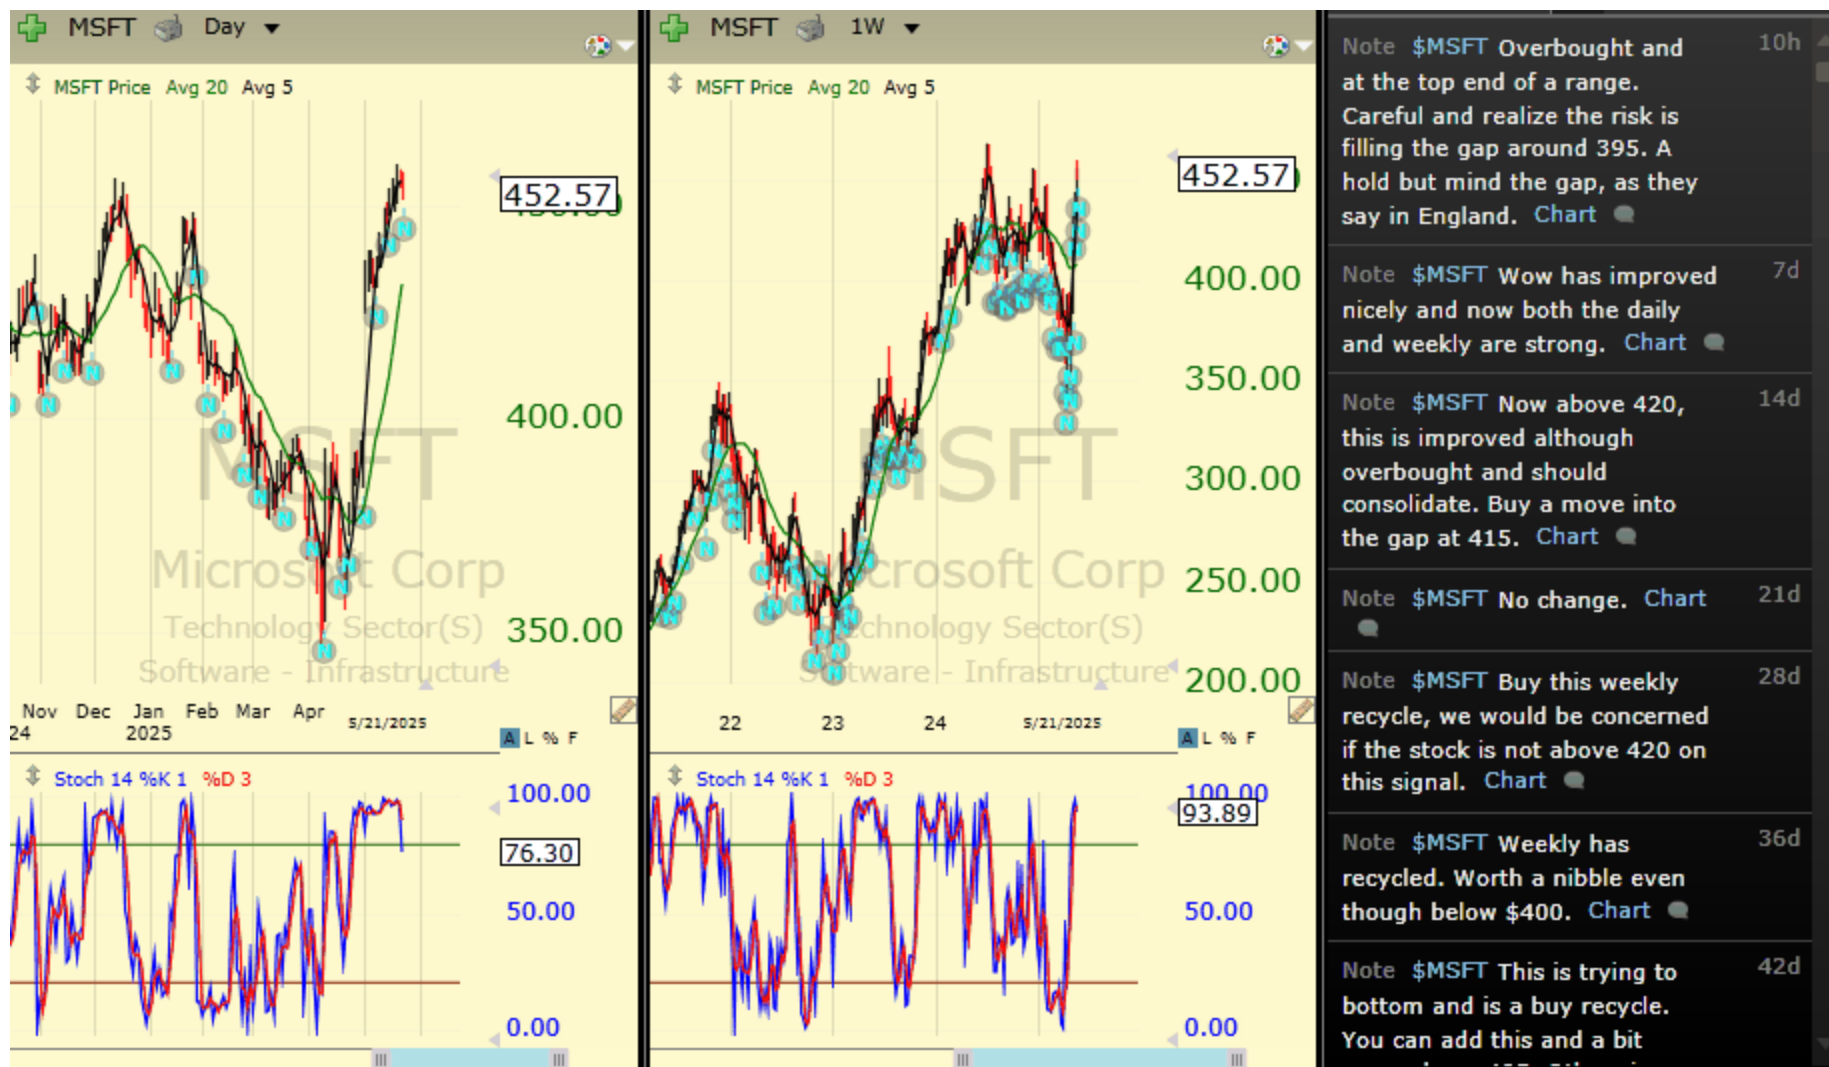 MSFT Day
MSFT Price Avg 20 Avg 5
452.57
400.00
350.00
MSFT
Microsoft Corp
Technology Sector(S)
Software - Infrastructure
Nov Dec Jan Feb Mar Apr 5/21/2025
24 2025
A L % F
Stoch 14 %K 1 %D 3
100.00
76.30
50.00
0.00
MSFT 1W
MSFT Price Avg 20 Avg 5
452.57
400.00
350.00
300.00
250.00
200.00
MSFT
Microsoft Corp
Technology Sector(S)
Software - Infrastructure
22 23 24 5/21/2025
A L % F
Stoch 14 %K 1 %D 3
100.00
93.89
50.00
0.00
Note $MSFT Overbought and 10h
at the top end of a range.
Careful and realize the risk is
filling the gap around 395. A
hold but mind the gap, as they
say in England. Chart
Note $MSFT Wow has improved 7d
nicely and now both the daily
and weekly are strong. Chart
Note $MSFT Now above 420, 14d
this is improved although
overbought and should
consolidate. Buy a move into
the gap at 415. Chart
Note $MSFT No change. Chart 21d
Note $MSFT Buy this weekly 28d
recycle, we would be concerned
if the stock is not above 420 on
this signal. Chart
Note $MSFT Weekly has 36d
recycled. Worth a nibble even
though below $400. Chart
Note $MSFT This is trying to 42d
bottom and is a buy recycle.
You can add this and a bit